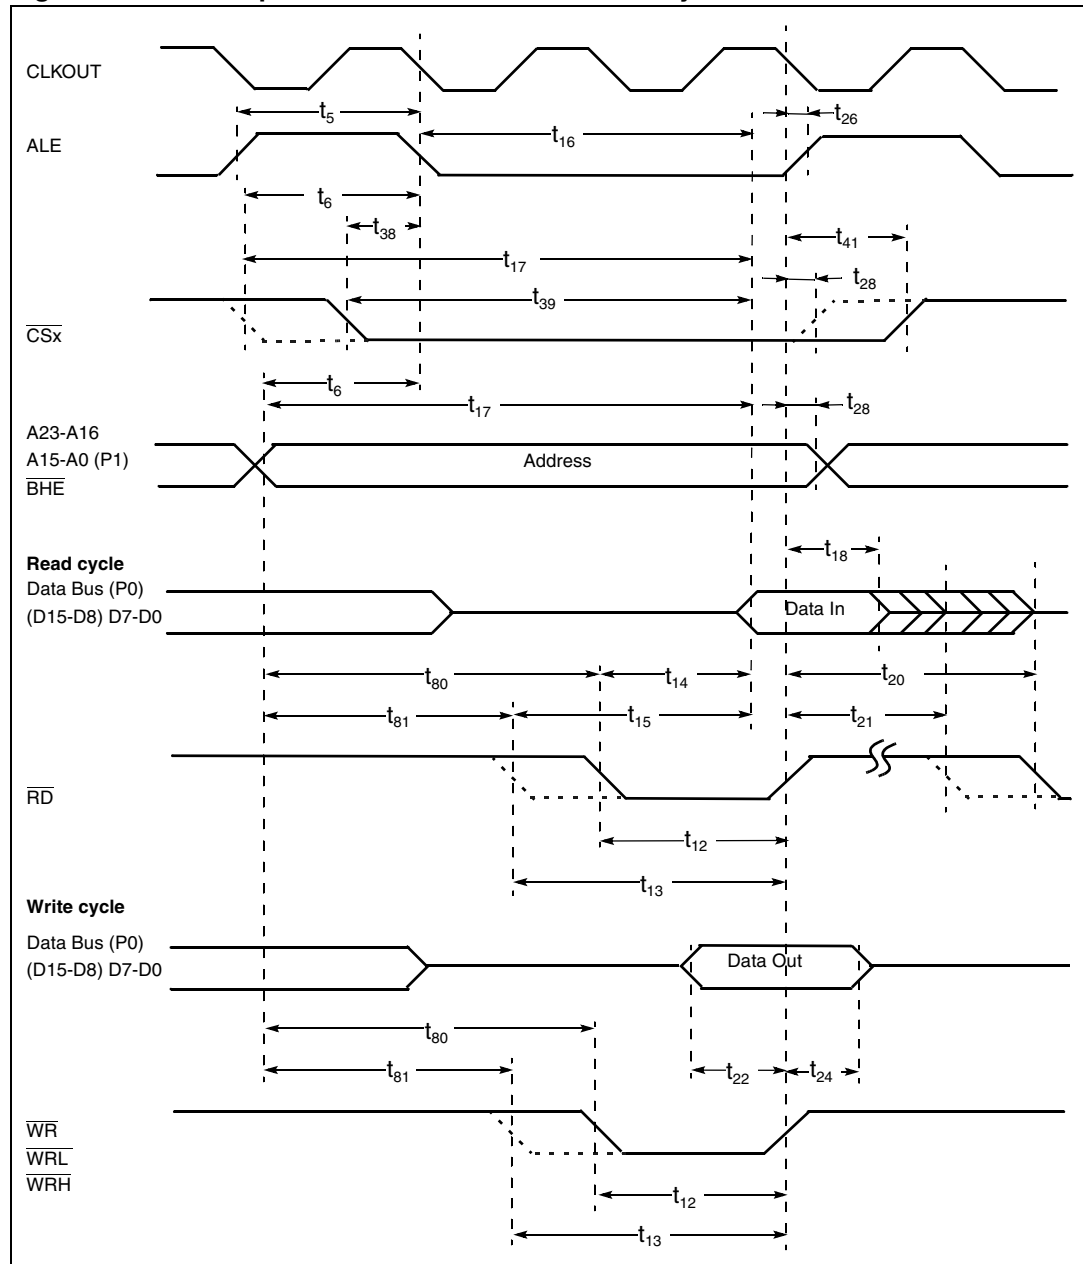 CLKOUT
t5
t26
ALE
t16
t6
t38
t41
t17
t28
t39
CSx
t6
t17
t28
A23-A16
A15-A0 (P1)
Address
BHE
t18
Read cycle
Data Bus (P0)
(D15-D8) D7-D0
Data In
t80
t14
t20
t81
t15
t21
RD
t12
t13
Write cycle
Data Bus (P0)
(D15-D8) D7-D0
Data Out
t80
t81
t22
t24
WR
WRL
WRH
t12
t13